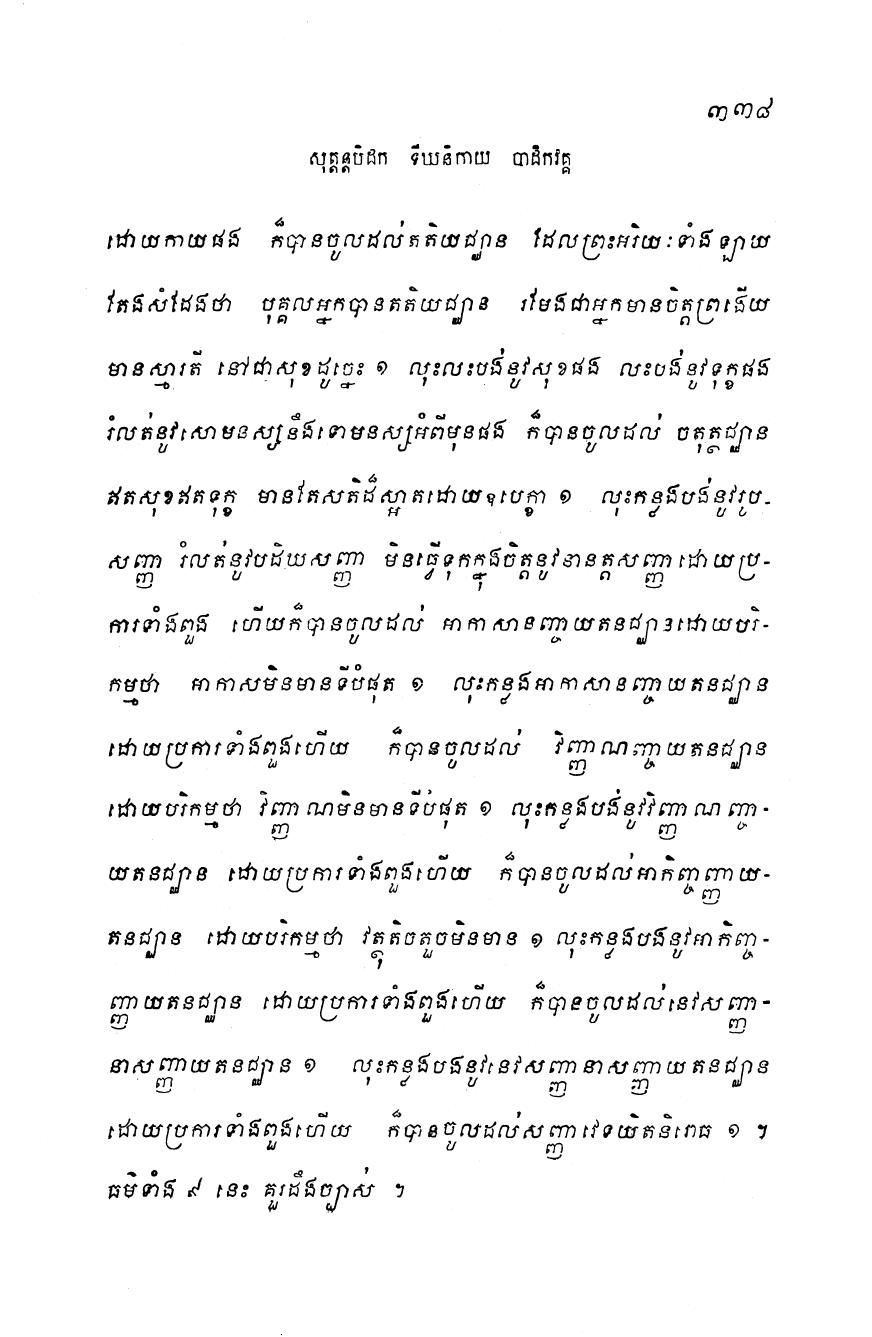 ៣៣៨
សុត្តន្តបិដក ទីឃនិកាយ បាដិកវគ្គ
ដោយកាយផង ក៏បានចូលដល់តតិយជ្ឈាន ដែលព្រះអរិយៈទាំងឡាយ
តែងសំដែងថា បុគ្គលអ្នកបានតតិយជ្ឈាន រមែងជាអ្នកមានចិត្តព្រងើយ
មានស្មារតី នៅជាសុខដូច្នេះ ១ លុះលះបង់នូវសុខផង លះបង់នូវទុក្ខផង
រំលត់នូវសោមនស្សនឹងទោមនស្សអំពីមុនផង ក៏បានចូលដល់ ចតុត្ថជ្ឈាន
ឥតសុខឥតទុក្ខ មានតែសតិដ៏ស្អាតដោយឧបេក្ខា ១ លុះកន្លងបង់នូវរូប-
សញ្ញា រំលត់នូវបដិឃសញ្ញា មិនធ្វើទុកក្នុងចិត្តនូវនានត្តសញ្ញា ដោយប្រ-
ការទាំងពួង ហើយក៏បានចូលដល់ អាកាសានញ្ចាយតនជ្ឈានដោយបរិ-
កម្មថា អាកាសមិនមានទីបំផុត ១ លុះកន្លងអាកាសានញ្ចាយតនជ្ឈាន
ដោយប្រការទាំងពួងហើយ ក៏បានចូលដល់ វិញ្ញាណញ្ចាយតនជ្ឈាន
ដោយបរិកម្មថា វិញ្ញាណមិនមានទីបំផុត ១ លុះកន្លងបង់នូវវិញ្ញាណញ្ចា-
យតនជ្ឈាន ដោយប្រការទាំងពួងហើយ ក៏បានចូលដល់អាកិញ្ចញ្ញាយ-
តនជ្ឈាន ដោយបរិកម្មថា វត្ថុតិចតួចមិនមាន ១ លុះកន្លងបងនូវអាកិញ្ច-
ញ្ញាយតនជ្ឈាន ដោយប្រការទាំងពួងហើយ ក៏បានចូលដល់នេវសញ្ញា-
នាសញ្ញាយតនជ្ឈាន ១ លុះកន្លងបងនូវនេវសញ្ញានាសញ្ញាយតនជ្ឈាន
ដោយប្រការទាំងពួងហើយ ក៏បានចូលដល់សញ្ញាវេទយិតនិរោធ ១ ។
ធម៌ទាំង ៩ នេះ គួរដឹងច្បាស់ ។